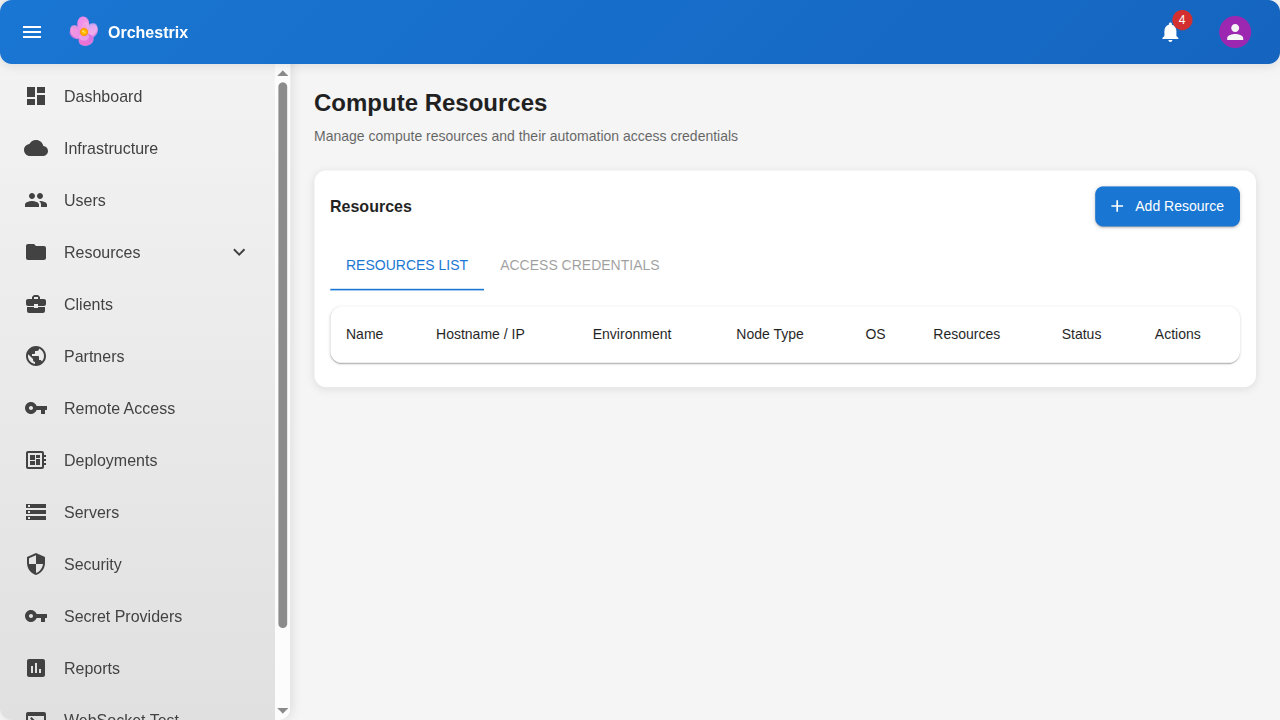 Orchestrix
4
Dashboard
Infrastructure
Users
Resources
Clients
Partners
Remote Access
Deployments
Servers
Security
Secret Providers
Reports
WebSocket Test
Compute Resources
Manage compute resources and their automation access credentials
Resources
Add Resource
RESOURCES LIST
ACCESS CREDENTIALS
Name
Hostname / IP
Environment
Node Type
OS
Resources
Status
Actions